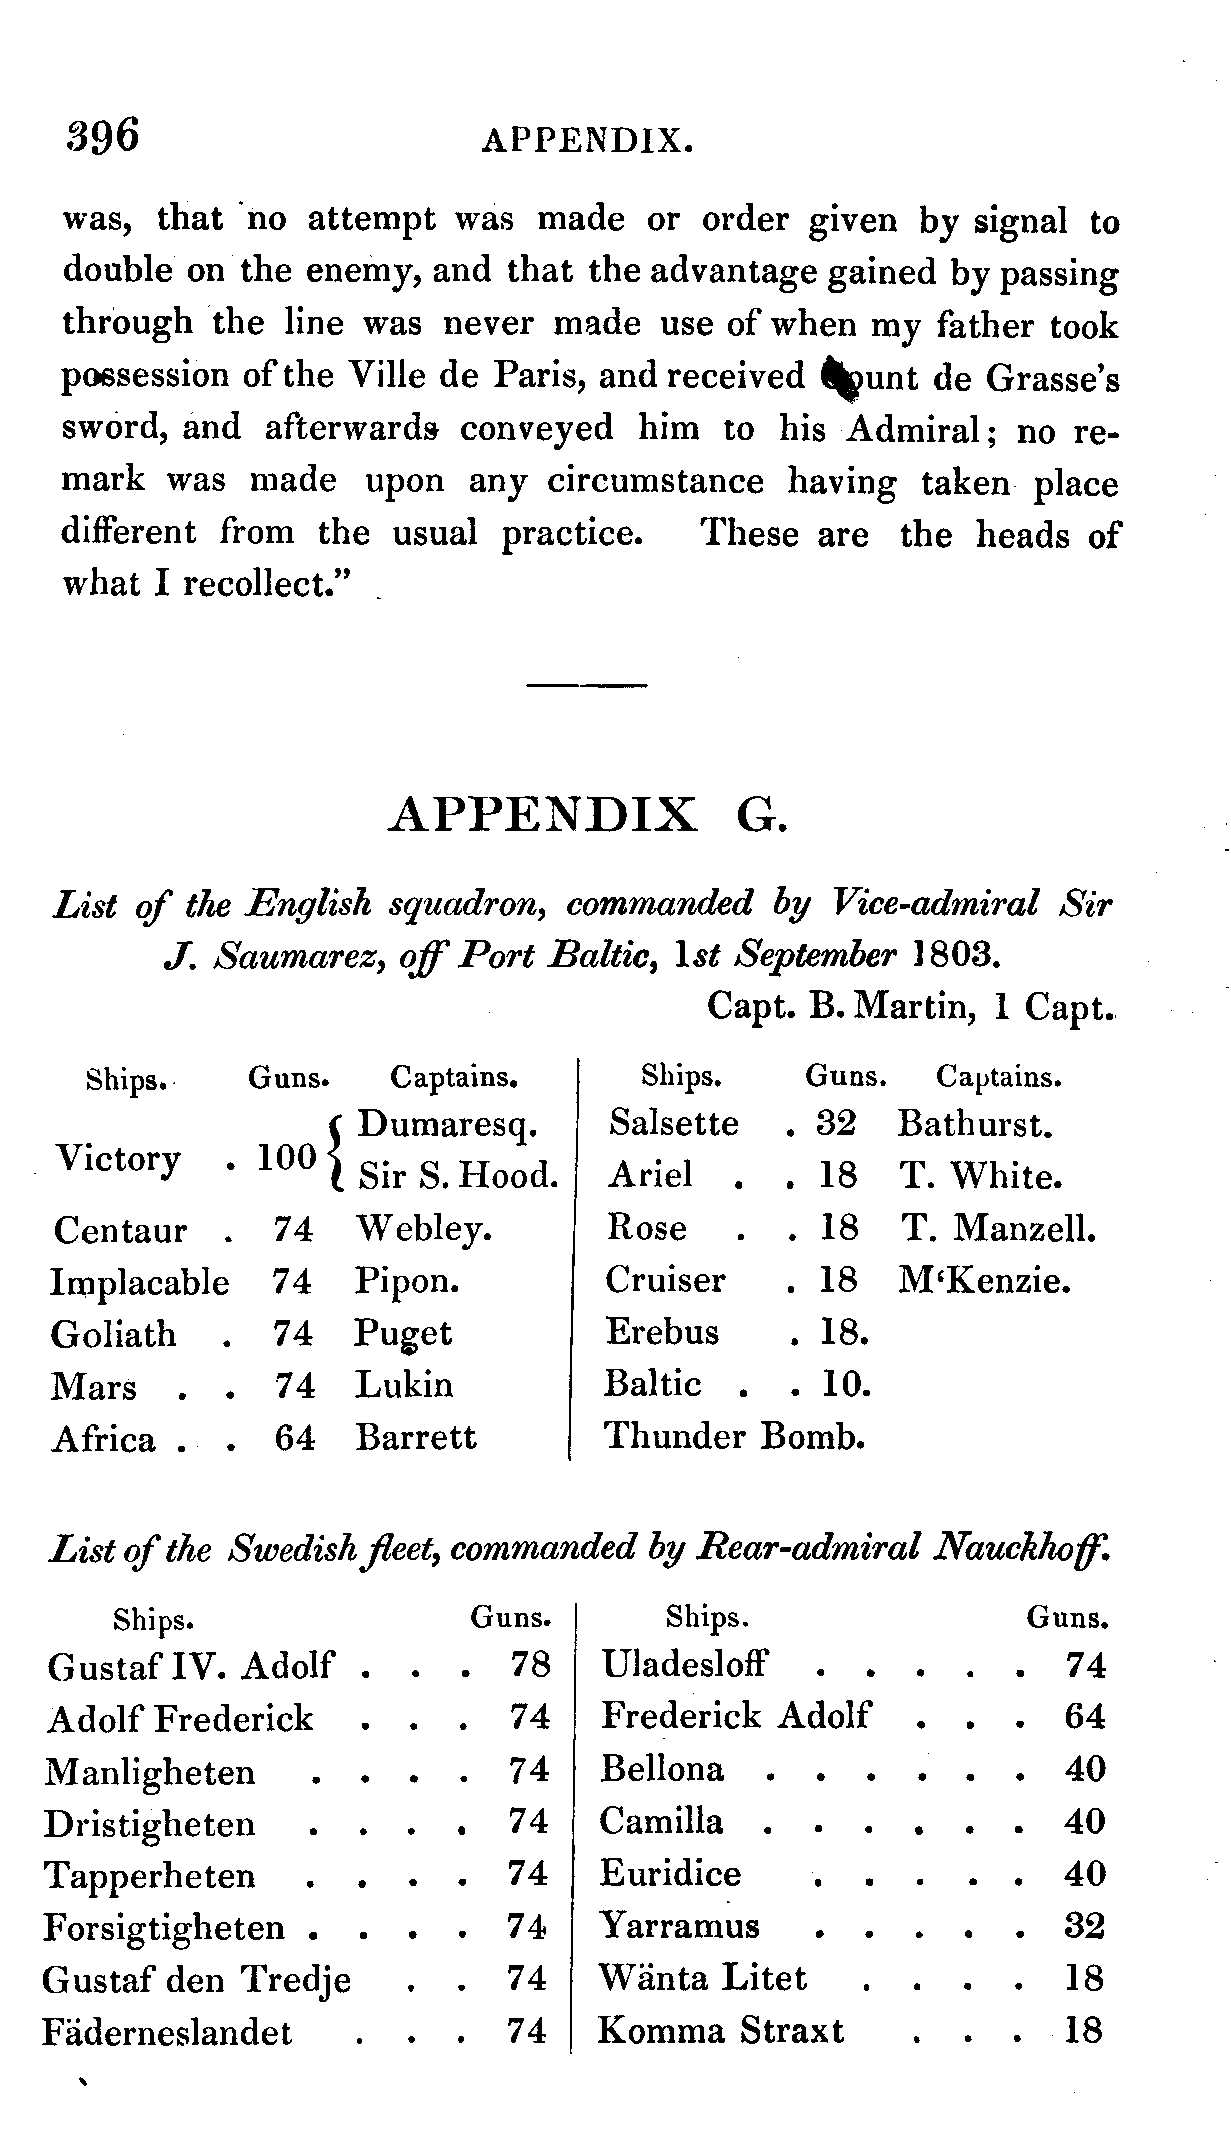 396 APPENDIX.
was, that no attempt was made or order given by signal to
double on the enemy, and that the advantage gained by passing
through the line was never made use of when my father took
possession of the Ville de Paris, and received Count de Grasse's
sword, and afterwards conveyed him to his Admiral; no re-
mark was made upon any circumstance having taken place
different from the usual practice. These are the heads of
what I recollect."
APPENDIX G.
List of the English squadron, commanded by Vice-admiral Sir
J. Saumarez, off Port Baltic, 1st September 1803.
Capt. B. Martin, 1 Capt.
Ships. Guns. Captains.
Victory . 100 { Dumaresq.
Sir S. Hood.
Centaur . 74 Webley.
Implacable 74 Pipon.
Goliath . 74 Puget
Mars . . 74 Lukin
Africa . . 64 Barrett
Ships. Guns. Captains.
Salsette . 32 Bathurst.
Ariel . . 18 T. White.
Rose . . 18 T. Manzell.
Cruiser . 18 M‘Kenzie.
Erebus . 18.
Baltic . . 10.
Thunder Bomb.
List of the Swedish fleet, commanded by Rear-admiral Nauckhoff.
Ships. Guns.
Gustaf IV. Adolf . . . 78
Adolf Frederick . . . 74
Manligheten . . . . 74
Dristigheten . . . . 74
Tapperheten . . . . 74
Forsigtigheten . . . . 74
Gustaf den Tredje . . 74
Fäderneslandet . . . 74
Ships. Guns.
Uladesloff . . . . . 74
Frederick Adolf . . . 64
Bellona . . . . . . 40
Camilla . . . . . . 40
Euridice . . . . . 40
Yarramus . . . . . 32
Wänta Litet . . . . 18
Komma Straxt . . . 18